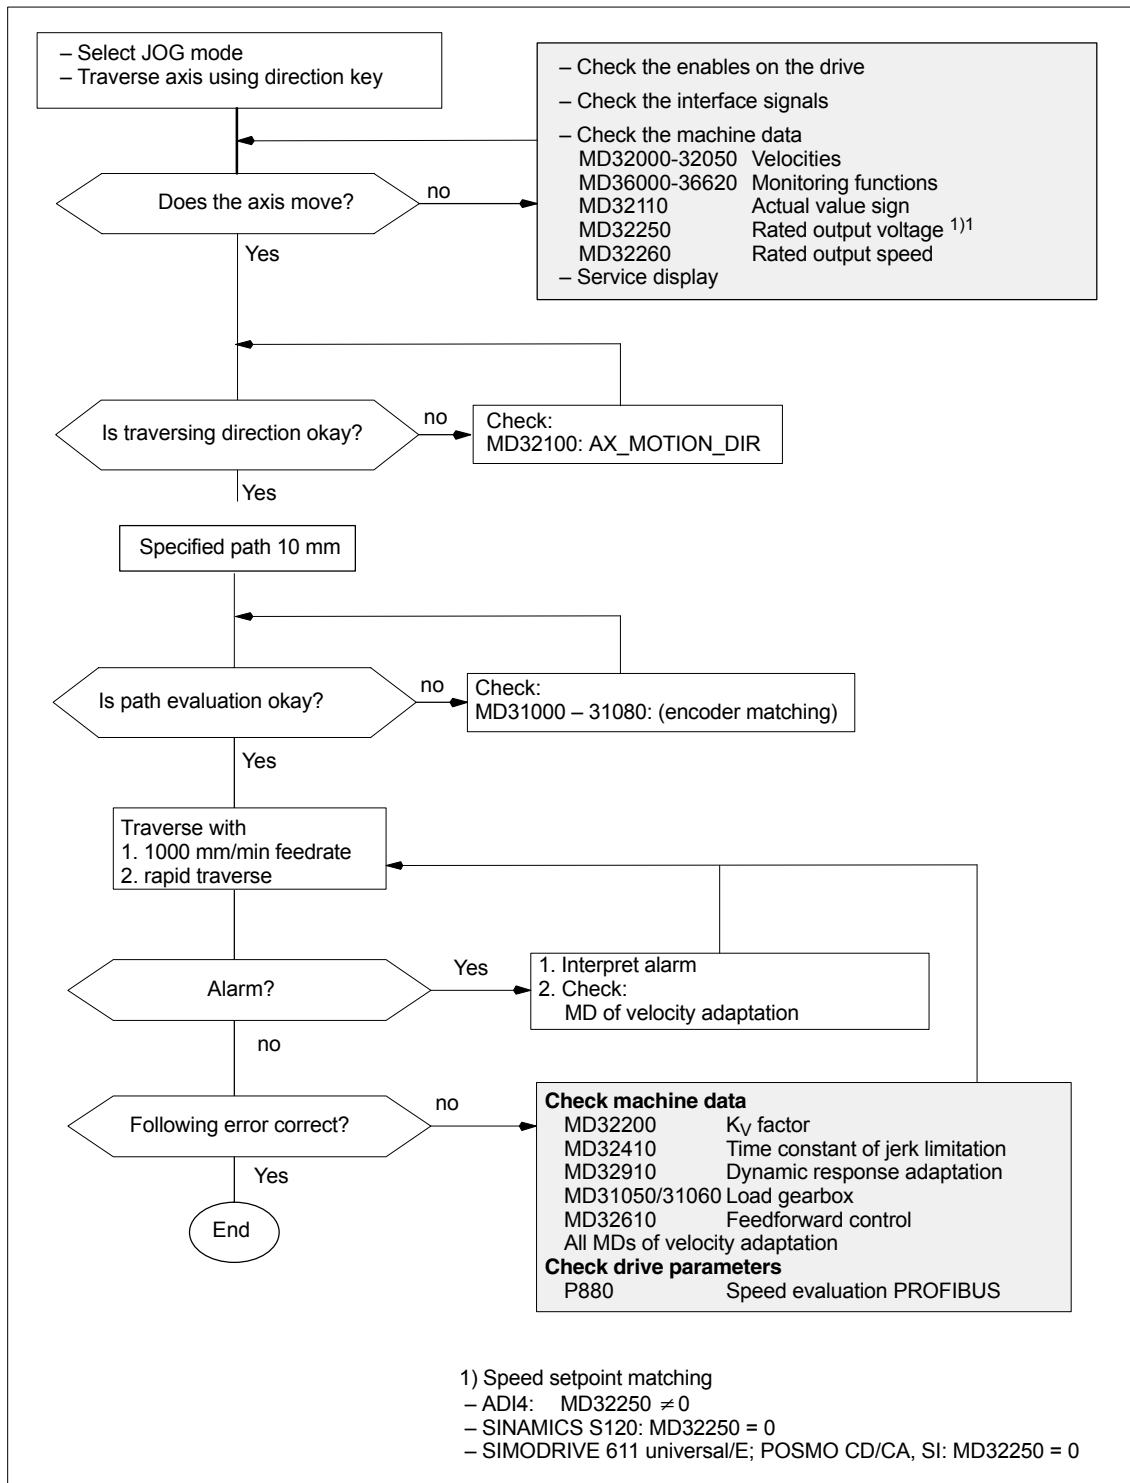 – Select JOG mode
– Traverse axis using direction key
– Check the enables on the drive
– Check the interface signals
– Check the machine data
MD32000-32050 Velocities
MD36000-36620 Monitoring functions
MD32110 Actual value sign
MD32250 Rated output voltage 1)1
MD32260 Rated output speed
– Service display
Does the axis move?
no
Yes
Is traversing direction okay?
no
Check:
MD32100: AX_MOTION_DIR
Yes
Specified path 10 mm
Is path evaluation okay?
no
Check:
MD31000 – 31080: (encoder matching)
Yes
Traverse with
1. 1000 mm/min feedrate
2. rapid traverse
Alarm?
Yes
1. Interpret alarm
2. Check:
MD of velocity adaptation
no
Following error correct?
no
Check machine data
MD32200 KV factor
MD32410 Time constant of jerk limitation
MD32910 Dynamic response adaptation
MD31050/31060 Load gearbox
MD32610 Feedforward control
All MDs of velocity adaptation
Check drive parameters
P880 Speed evaluation PROFIBUS
Yes
End
1) Speed setpoint matching
– ADI4: MD32250 ≠ 0
– SINAMICS S120: MD32250 = 0
– SIMODRIVE 611 universal/E; POSMO CD/CA, SI: MD32250 = 0